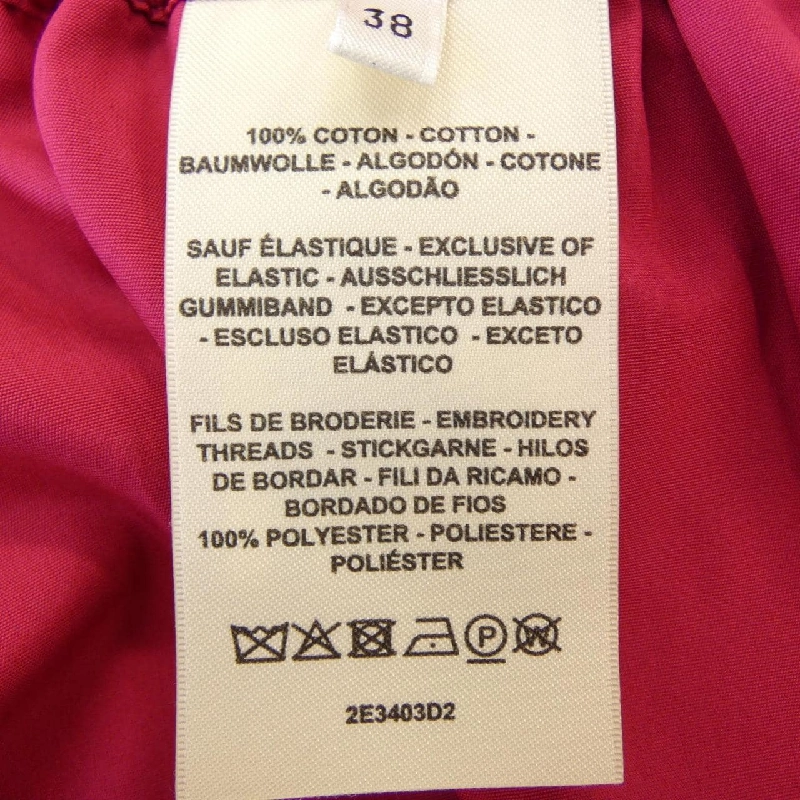 38
100% COTON - COTTON -
BAUMWOLLE - ALGODÓN - COTONE
- ALGODÃO
SAUF ÉLASTIQUE - EXCLUSIVE OF
ELASTIC - AUSSCHLIESSLICH
GUMMIBAND - EXCEPTO ELASTICO
- ESCLUSO ELASTICO - EXCETO
ELÁSTICO
FILS DE BRODERIE - EMBROIDERY
THREADS - STICKGARNE - HILOS
DE BORDAR - FILI DA RICAMO -
BORDADO DE FIOS
100% POLYESTER - POLIESTERE -
POLIÉSTER
P W
2E3403D2